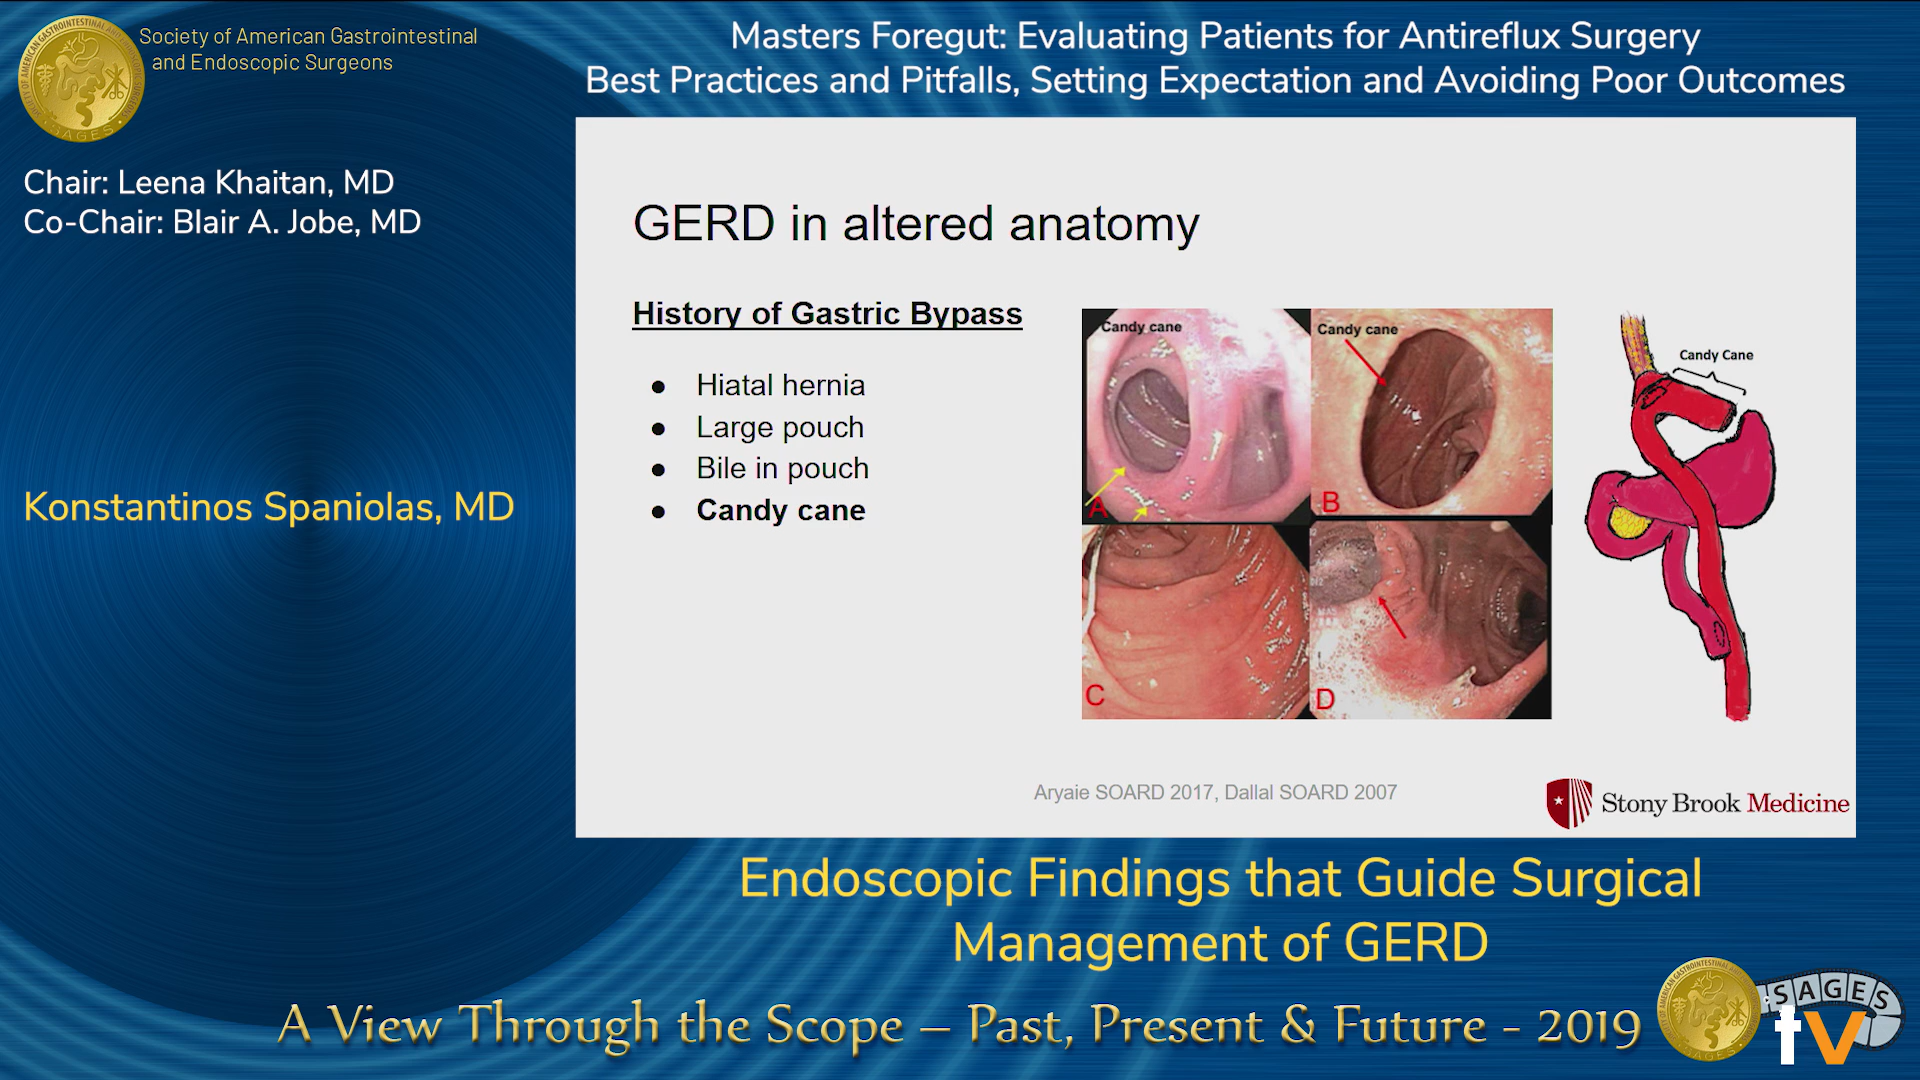 Society of American Gastrointestinal
and Endoscopic Surgeons
Masters Foregut: Evaluating Patients for Antireflux Surgery
Best Practices and Pitfalls, Setting Expectation and Avoiding Poor Outcomes
Chair: Leena Khaitan, MD
Co-Chair: Blair A. Jobe, MD
Konstantinos Spaniolas, MD
GERD in altered anatomy
History of Gastric Bypass
● Hiatal hernia
● Large pouch
● Bile in pouch
● Candy cane
Candy cane
A
Candy cane
B
C
D
Candy Cane
Aryaie SOARD 2017, Dallal SOARD 2007
Stony Brook Medicine
Endoscopic Findings that Guide Surgical
Management of GERD
A View Through the Scope – Past, Present & Future - 2019
SAGES
tv